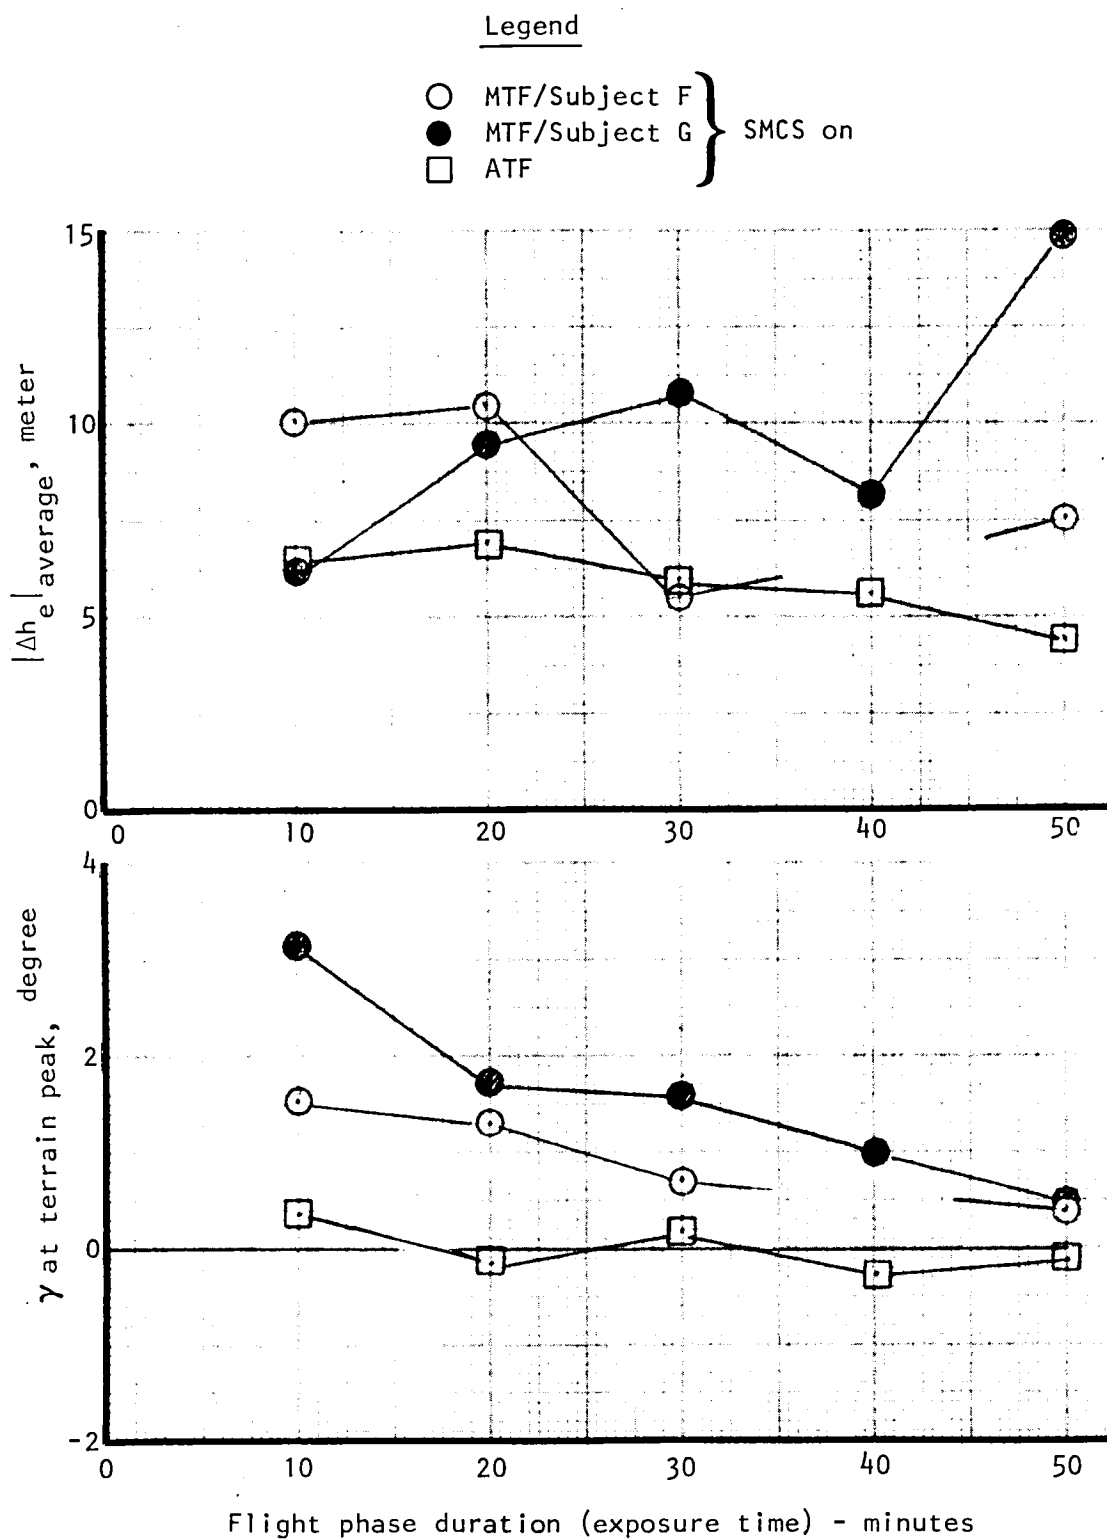 Legend
MTF/Subject F
MTF/Subject G
SMCS on
ATF
15
10
5
0
|Δh e| average, meter
0 10 20 30 40 50
4
2
0
-2
γ at terrain peak, degree
0 10 20 30 40 50
Flight phase duration (exposure time) - minutes